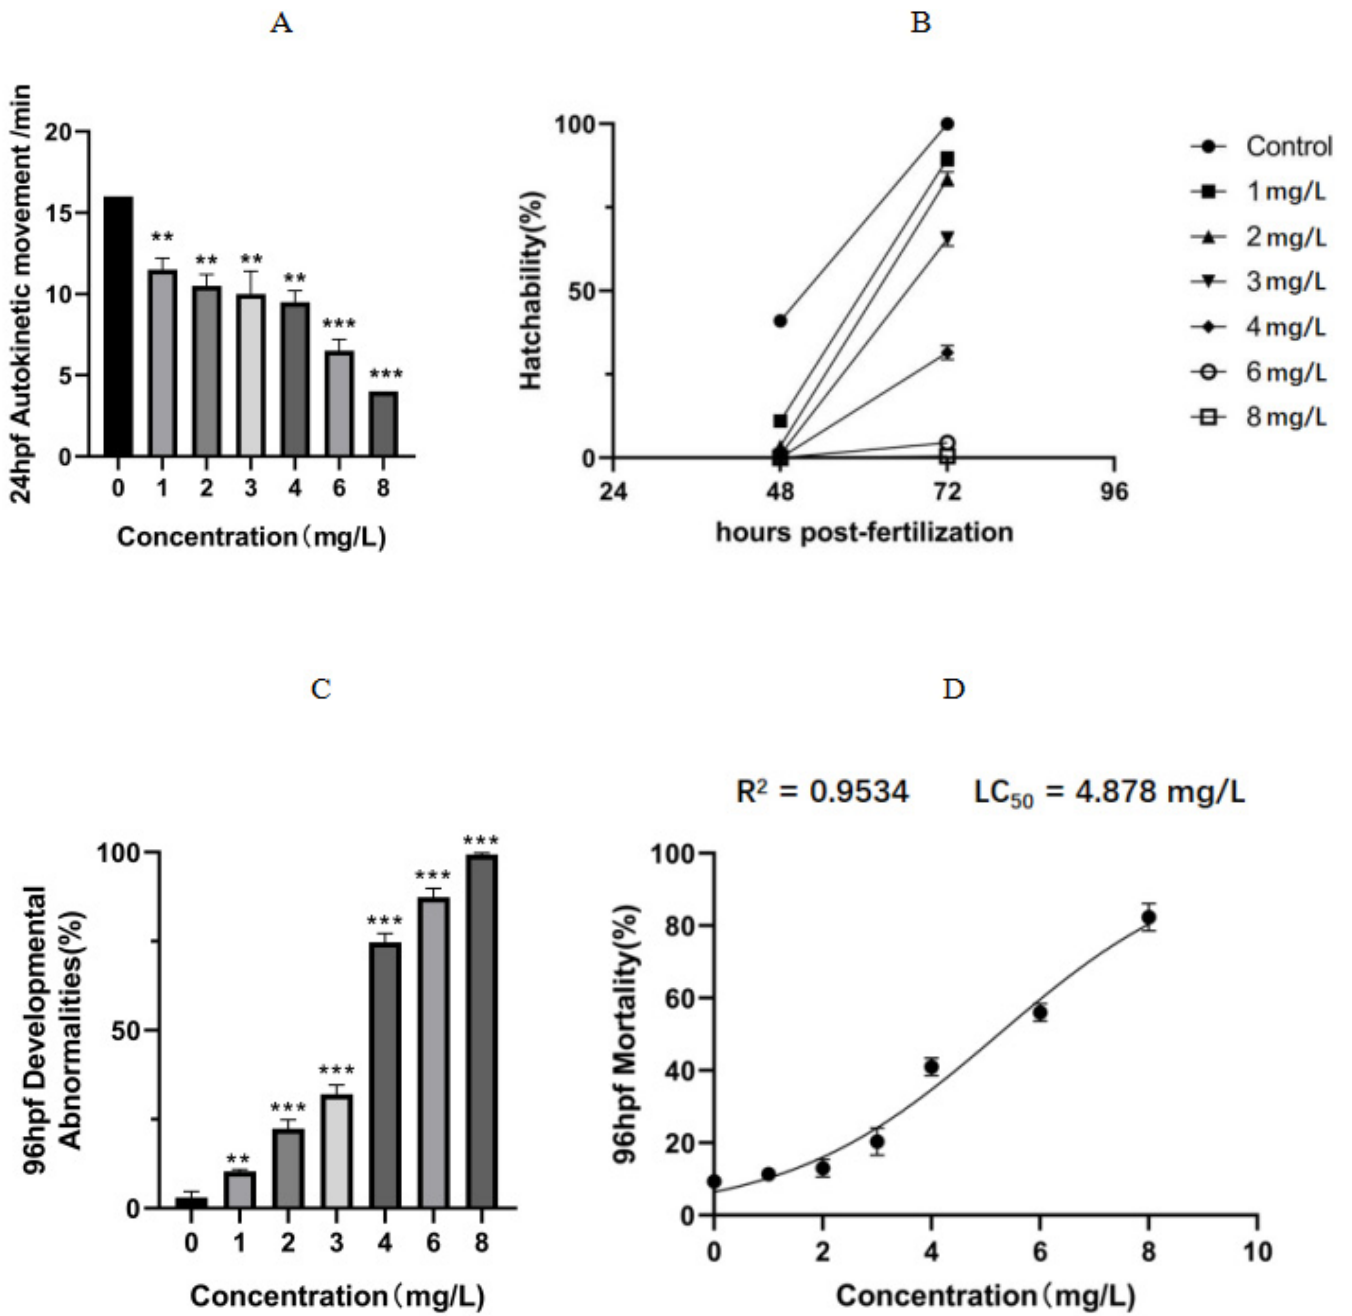 A
24hpf Autokinetic movement /min
20
15
10
5
0
**
**
**
**
***
***
0 1 2 3 4 6 8
Concentration（mg/L)
B
Hatchability(%)
100
50
0
24 48 72 96
hours post-fertilization
Control
1 mg/L
2 mg/L
3 mg/L
4 mg/L
6 mg/L
8 mg/L
C
96hpf Developmental
Abnormalities(%)
100
50
0
**
***
***
***
***
***
0 1 2 3 4 6 8
Concentration（mg/L)
D
R² = 0.9534 LC₅₀ = 4.878 mg/L
96hpf Mortality(%)
100
80
60
40
20
0
0 2 4 6 8 10
Concentration（mg/L)